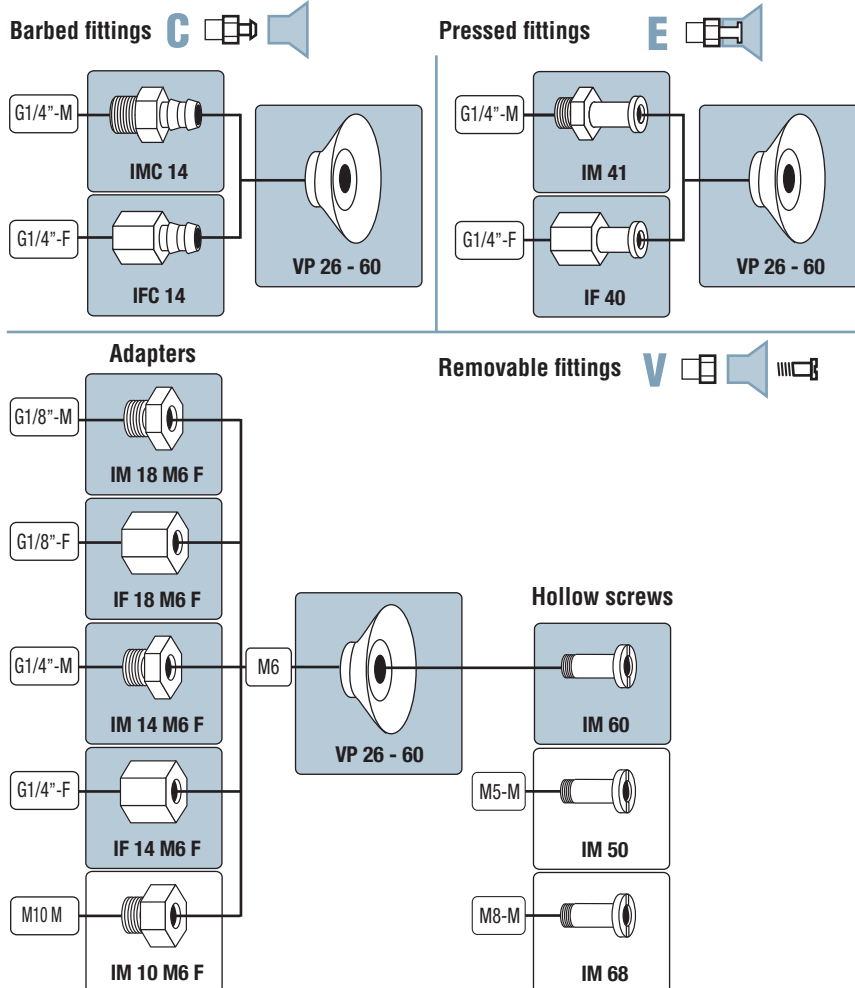 Barbed fittings C
G1/4"-M
IMC 14
G1/4"-F
IFC 14
VP 26 - 60
Pressed fittings E
G1/4"-M
IM 41
G1/4"-F
IF 40
VP 26 - 60
Adapters
Removable fittings V
G1/8"-M
IM 18 M6 F
G1/8"-F
IF 18 M6 F
G1/4"-M
IM 14 M6 F
G1/4"-F
IF 14 M6 F
M10 M
IM 10 M6 F
M6
VP 26 - 60
Hollow screws
IM 60
M5-M
IM 50
M8-M
IM 68